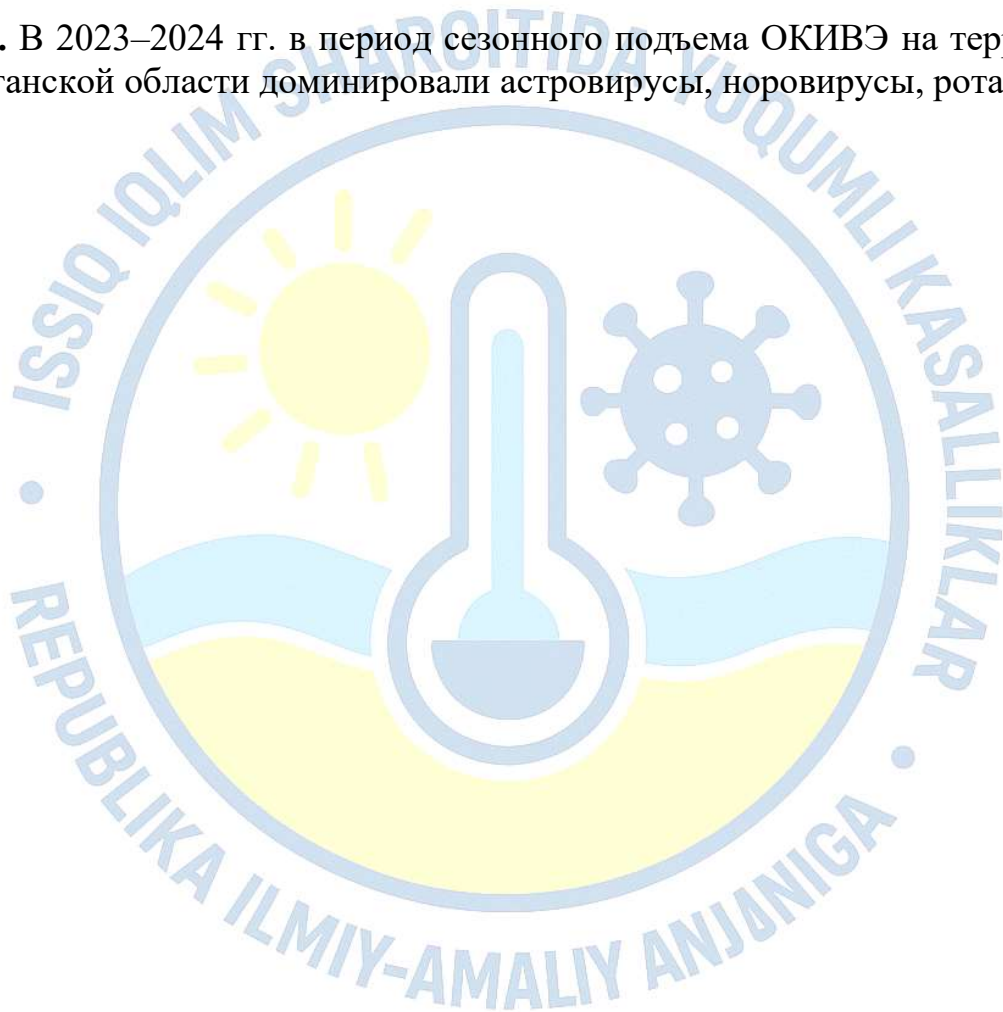 . В 2023–2024 гг. в период сезонного подъема ОКИВЭ на тер
ганской области доминировали астровирусы, норовирусы, рота
ISSIQ IQLIM SHAROITIDA YUQUMLI KASALLIKLAR
REPUBLIKA ILMIY-AMALIY ANJANIGA